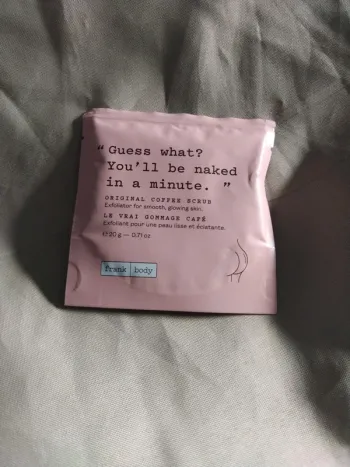 “ Guess what?
You'll be naked
in a minute. ”
ORIGINAL COFFEE SCRUB
Exfoliator for smooth, glowing skin.
LE VRAI GOMMAGE CAFÉ
Exfoliant pour une peau lisse et éclatante.
℮ 20 g — 0.71 oz
frank body